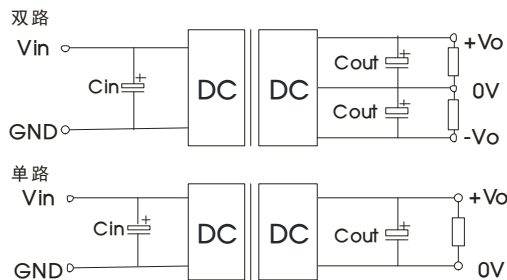 双路
Vin
+Vo
Cin
+
DC
DC
Cout
+
0V
Cout
+
GND
-Vo
单路
Vin
+Vo
Cin
+
DC
DC
Cout
+
GND
0V